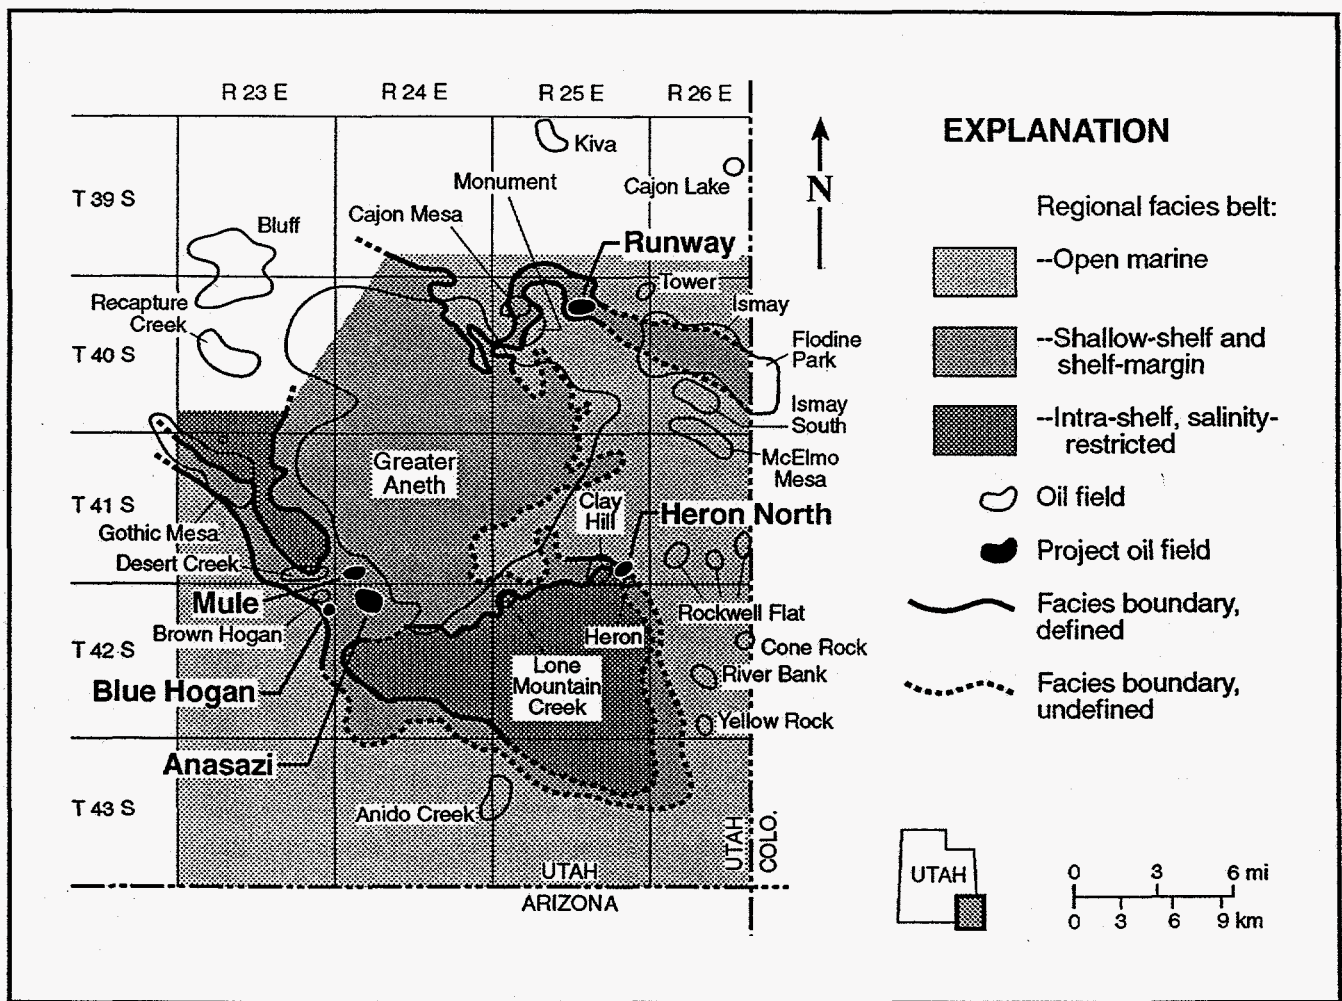 R 23 E
R 24 E
R 25 E
R 26 E
T 39 S
T 40 S
T 41 S
T 42 S
T 43 S
Kiva
Monument
Cajon Lake
Cajon Mesa
Bluff
Runway
Tower
Recapture
Creek
Ismay
Flodine
Park
Ismay
South
McElmo
Mesa
Greater
Aneth
Clay
Hill
Heron North
Gothic Mesa
Desert Creek
Mule
Brown Hogan
Rockwell Flat
Heron
Cone Rock
Lone
Mountain
Creek
River Bank
Blue Hogan
Yellow Rock
Anasazi
Anido Creek
UTAH
COLO.
UTAH
ARIZONA
N
EXPLANATION
Regional facies belt:
--Open marine
--Shallow-shelf and
shelf-margin
--Intra-shelf, salinity-
restricted
Oil field
Project oil field
Facies boundary,
defined
Facies boundary,
undefined
UTAH
0 3 6 mi
0 3 6 9 km